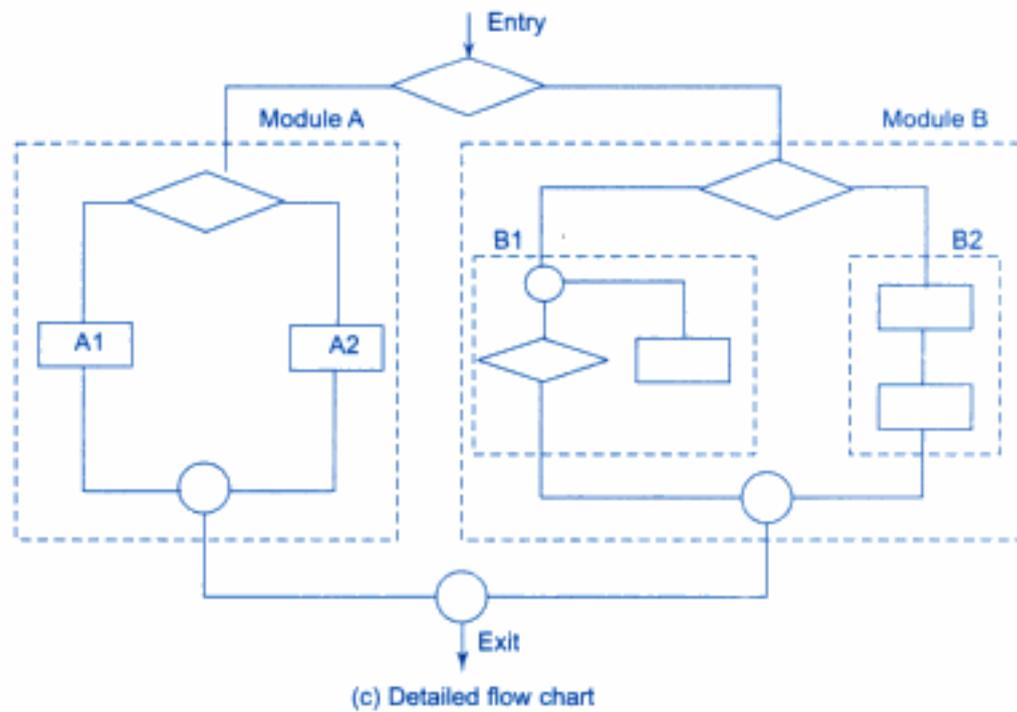 Entry
Module A
Module B
B1
B2
A1
A2
Exit
(c) Detailed flow chart